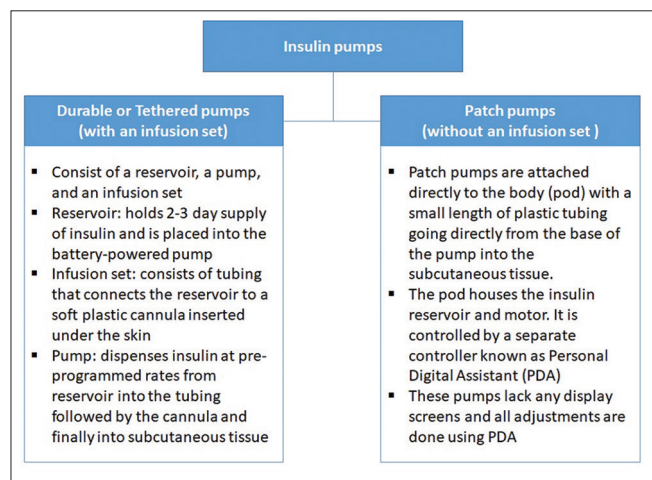 Insulin pumps
Durable or Tethered pumps
(with an infusion set)
▪ Consist of a reservoir, a pump,
and an infusion set
▪ Reservoir: holds 2-3 day supply
of insulin and is placed into the
battery-powered pump
▪ Infusion set: consists of tubing
that connects the reservoir to a
soft plastic cannula inserted
under the skin
▪ Pump: dispenses insulin at pre-
programmed rates from
reservoir into the tubing
followed by the cannula and
finally into subcutaneous tissue
Patch pumps
(without an infusion set )
▪ Patch pumps are attached
directly to the body (pod) with a
small length of plastic tubing
going directly from the base of
the pump into the
subcutaneous tissue.
▪ The pod houses the insulin
reservoir and motor. It is
controlled by a separate
controller known as Personal
Digital Assistant (PDA)
▪ These pumps lack any display
screens and all adjustments are
done using PDA